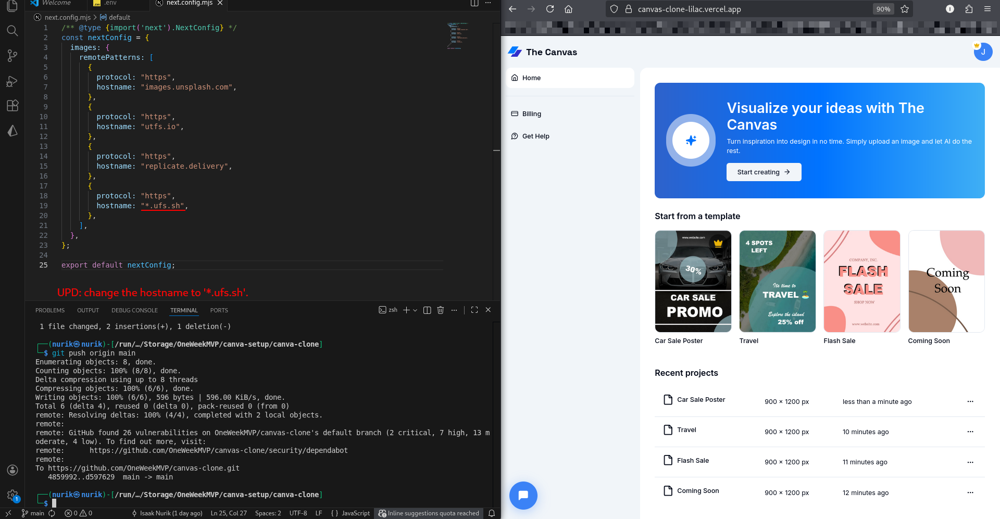 Welcome
.ENV
.env
next.config.mjs
next.config.mjs > default
1 /** @type {import('next').NextConfig} */
2 const nextConfig = {
3 images: {
4 remotePatterns: [
5 {
6 protocol: "https",
7 hostname: "images.unsplash.com",
8 },
9 {
10 protocol: "https",
11 hostname: "utfs.io",
12 },
13 {
14 protocol: "https",
15 hostname: "replicate.delivery",
16 },
17 {
18 protocol: "https",
19 hostname: "*.ufs.sh",
20 },
21 ],
22 },
23 };
24
25 export default nextConfig;
UPD: change the hostname to '*.ufs.sh'.
PROBLEMS OUTPUT DEBUG CONSOLE TERMINAL PORTS zsh
1 file changed, 2 insertions(+), 1 deletion(-)
(nurik㉿nurik)-[/run/…/Storage/OneWeekMVP/canva-setup/canva-clone]
$ git push origin main
Enumerating objects: 8, done.
Counting objects: 100% (8/8), done.
Delta compression using up to 8 threads
Compressing objects: 100% (6/6), done.
Writing objects: 100% (6/6), 596 bytes | 596.00 KiB/s, done.
Total 6 (delta 4), reused 0 (delta 0), pack-reused 0 (from 0)
remote: Resolving deltas: 100% (4/4), completed with 2 local objects.
remote:
remote: GitHub found 26 vulnerabilities on OneWeekMVP/canvas-clone's default branch (2 critical, 7 high, 13 m
oderate, 4 low). To find out more, visit:
remote: https://github.com/OneWeekMVP/canvas-clone/security/dependabot
remote:
To https://github.com/OneWeekMVP/canvas-clone.git
4859992..d597629 main -> main
(nurik㉿nurik)-[/run/…/Storage/OneWeekMVP/canva-setup/canva-clone]
$
1
main 0 0 Isaak Nurik (1 day ago) Ln 25, Col 27 Spaces: 2 UTF-8 LF { } JavaScript Inline suggestions quota reached
canvas-clone-lilac.vercel.app 90%
The Canvas
J
Home
Billing
Get Help
Visualize your ideas with The
Canvas
Turn inspiration into design in no time. Simply upload an image and let AI do the
rest.
Start creating →
Start from a template
www.website.com
30%
CAR SALE
PROMO
4 SPOTS
LEFT
Its time to
TRAVEL
Explore the island
25% off
COMPANY, INC.
FLASH
SALE
SHOP NOW
www.website.com
Coming
Soon
Car Sale Poster
Travel
Flash Sale
Coming Soon
Recent projects
Car Sale Poster 900 × 1200 px less than a minute ago
Travel 900 × 1200 px 10 minutes ago
Flash Sale 900 × 1200 px 11 minutes ago
Coming Soon 900 × 1200 px 12 minutes ago